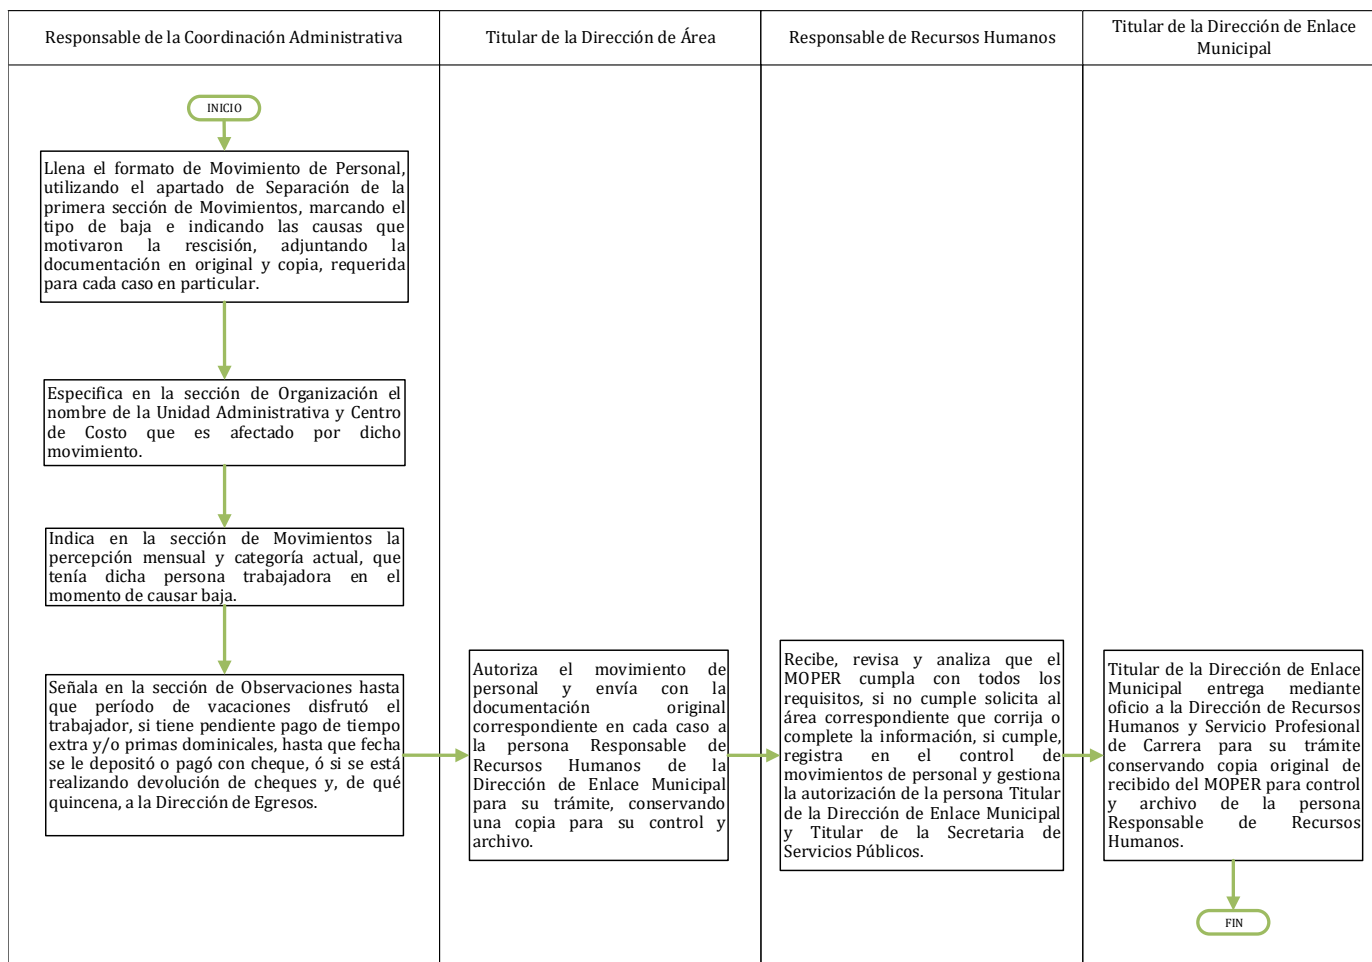 Responsable de la Coordinación Administrativa
Titular de la Dirección de Área
Responsable de Recursos Humanos
Titular de la Dirección de Enlace
Municipal
INICIO
Llena el formato de Movimiento de Personal,
utilizando el apartado de Separación de la
primera sección de Movimientos, marcando el
tipo de baja e indicando las causas que
motivaron la rescisión, adjuntando la
documentación en original y copia, requerida
para cada caso en particular.
Especifica en la sección de Organización el
nombre de la Unidad Administrativa y Centro
de Costo que es afectado por dicho
movimiento.
Indica en la sección de Movimientos la
percepción mensual y categoría actual, que
tenía dicha persona trabajadora en el
momento de causar baja.
Señala en la sección de Observaciones hasta
que período de vacaciones disfrutó el
trabajador, si tiene pendiente pago de tiempo
extra y/o primas dominicales, hasta que fecha
se le depositó o pagó con cheque, ó si se está
realizando devolución de cheques y, de qué
quincena, a la Dirección de Egresos.
Autoriza el movimiento de
personal y envía con la
documentación original
correspondiente en cada caso a
la persona Responsable de
Recursos Humanos de la
Dirección de Enlace Municipal
para su trámite, conservando
una copia para su control y
archivo.
Recibe, revisa y analiza que el
MOPER cumpla con todos los
requisitos, si no cumple solicita al
área correspondiente que corrija o
complete la información, si cumple,
registra en el control de
movimientos de personal y gestiona
la autorización de la persona Titular
de la Dirección de Enlace Municipal
y Titular de la Secretaria de
Servicios Públicos.
Titular de la Dirección de Enlace
Municipal entrega mediante
oficio a la Dirección de Recursos
Humanos y Servicio Profesional
de Carrera para su trámite
conservando copia original de
recibido del MOPER para control
y archivo de la persona
Responsable de Recursos
Humanos.
FIN